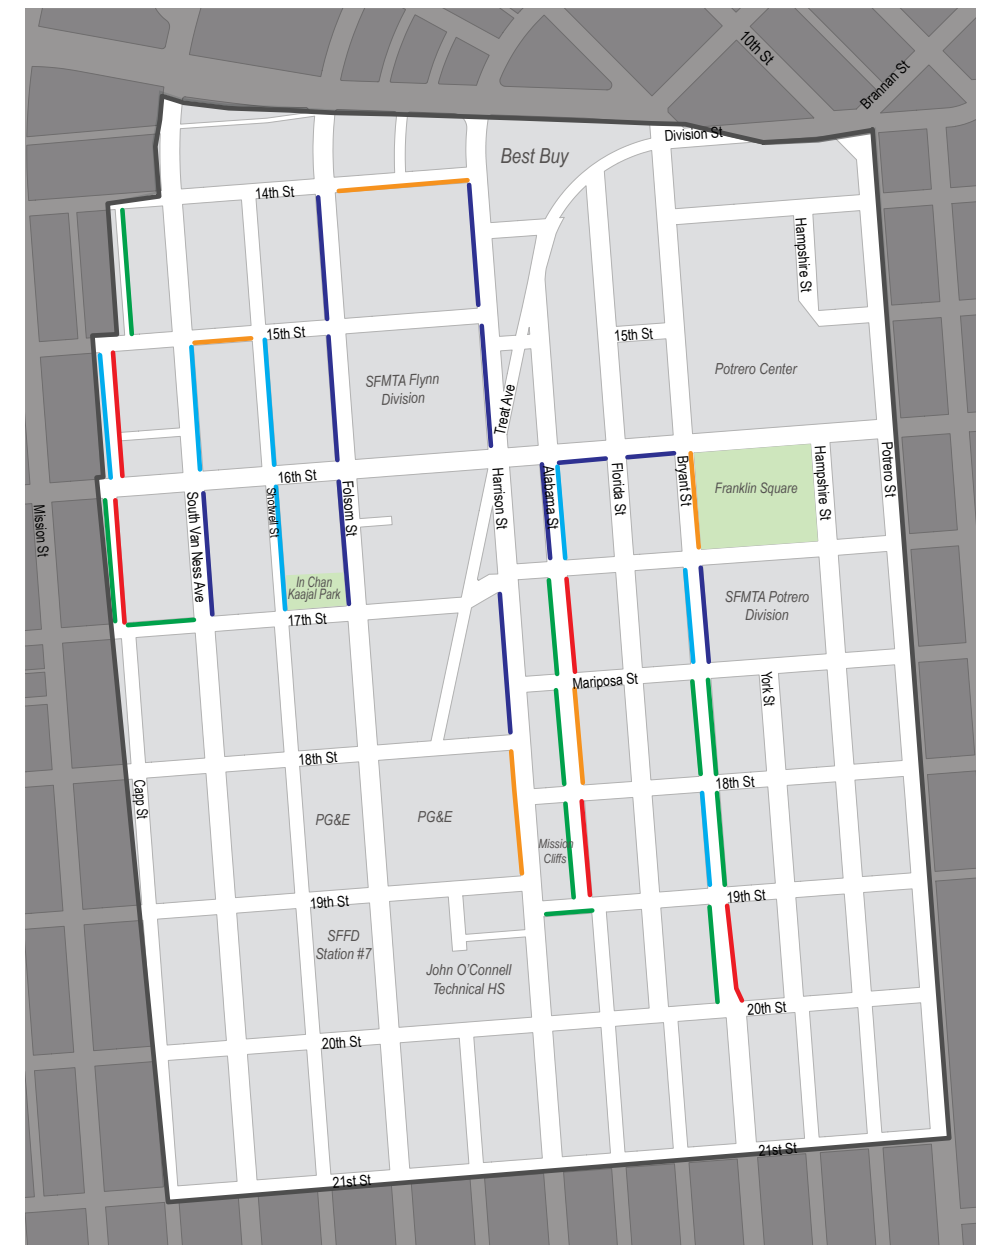 10th St
Brannan St
Division St
Best Buy
14th St
Hampshire St
15th St
15th St
Potrero Center
SFMTA Flynn
Division
Treat Ave
16th St
Mission St
South Van Ness Ave
Shotwell St
Folsom St
Harrison St
Alabama St
Florida St
Bryant St
Franklin Square
Hampshire St
Potrero St
In Chan
Kaajal Park
17th St
SFMTA Potrero
Division
Mariposa St
York St
18th St
18th St
Capp St
PG&E
PG&E
Mission
Cliffs
19th St
19th St
SFFD
Station #7
John O'Connell
Technical HS
20th St
20th St
21st St
21st St